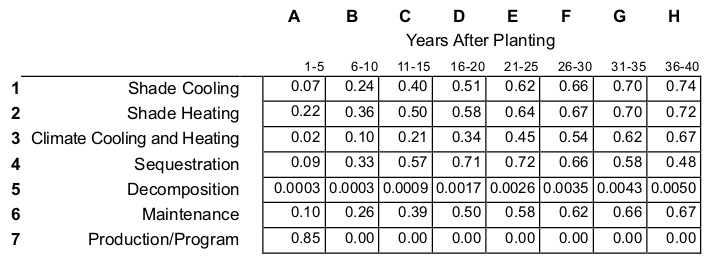 A B C D E F G H
Years After Planting
1-5 6-10 11-15 16-20 21-25 26-30 31-35 36-40
1 Shade Cooling 0.07 0.24 0.40 0.51 0.62 0.66 0.70 0.74
2 Shade Heating 0.22 0.36 0.50 0.58 0.64 0.67 0.70 0.72
3 Climate Cooling and Heating 0.02 0.10 0.21 0.34 0.45 0.54 0.62 0.67
4 Sequestration 0.09 0.33 0.57 0.71 0.72 0.66 0.58 0.48
5 Decomposition 0.0003 0.0003 0.0009 0.0017 0.0026 0.0035 0.0043 0.0050
6 Maintenance 0.10 0.26 0.39 0.50 0.58 0.62 0.66 0.67
7 Production/Program 0.85 0.00 0.00 0.00 0.00 0.00 0.00 0.00